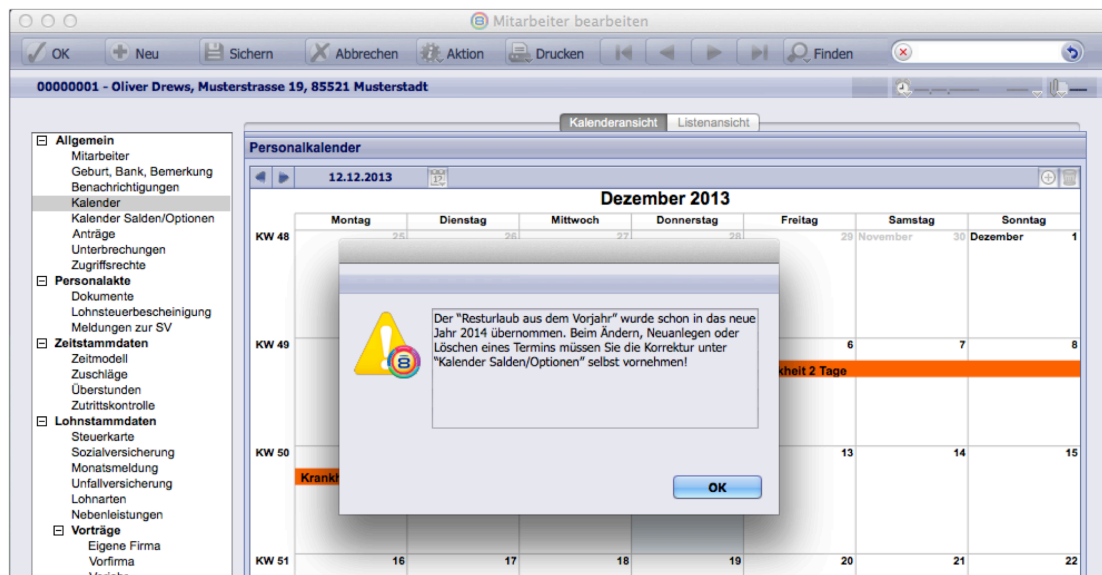 Mitarbeiter bearbeiten
OK Neu Sichern Abbrechen Aktion Drucken Finden
00000001 - Oliver Drews, Musterstrasse 19, 85521 Musterstadt
Kalenderansicht Listenansicht
Allgemein
Mitarbeiter
Geburt, Bank, Bemerkung
Benachrichtigungen
Kalender
Kalender Salden/Optionen
Anträge
Unterbrechungen
Zugriffsrechte
Personalakte
Dokumente
Lohnsteuerbescheinigung
Meldungen zur SV
Zeitstammdaten
Zeitmodell
Zuschläge
Überstunden
Zutrittskontrolle
Lohnstammdaten
Steuerkarte
Sozialversicherung
Monatsmeldung
Unfallversicherung
Lohnarten
Nebenleistungen
Vorträge
Eigene Firma
Vorfirma
Personalkalender
12.12.2013
Dezember 2013
Montag Dienstag Mittwoch Donnerstag Freitag Samstag Sonntag
KW 48 25 26 27 28 29 November 30 Dezember 1
KW 49 6 7 8
2 Tage
KW 50 13 14 15
KW 51 16 17 18 19 20 21 22
Der "Resturlaub aus dem Vorjahr" wurde schon in das neue
Jahr 2014 übernommen. Beim Ändern, Neuanlegen oder
Löschen eines Termins müssen Sie die Korrektur unter
"Kalender Salden/Optionen" selbst vornehmen!
OK